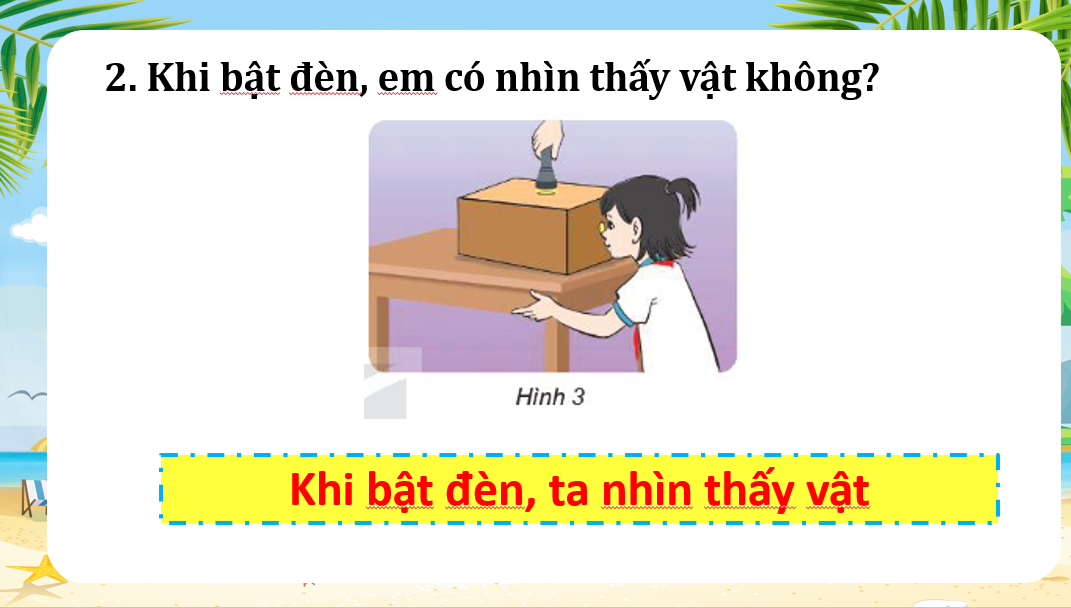 2. Khi bật đèn, em có nhìn thấy vật không?
Hình 3
Khi bật đèn, ta nhìn thấy vật